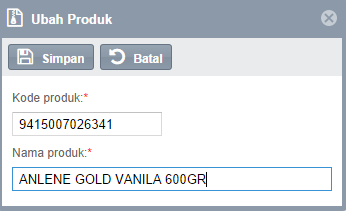 Ubah Produk
Simpan Batal
Kode produk:*
9415007026341
Nama produk:*
ANLENE GOLD VANILA 600GR